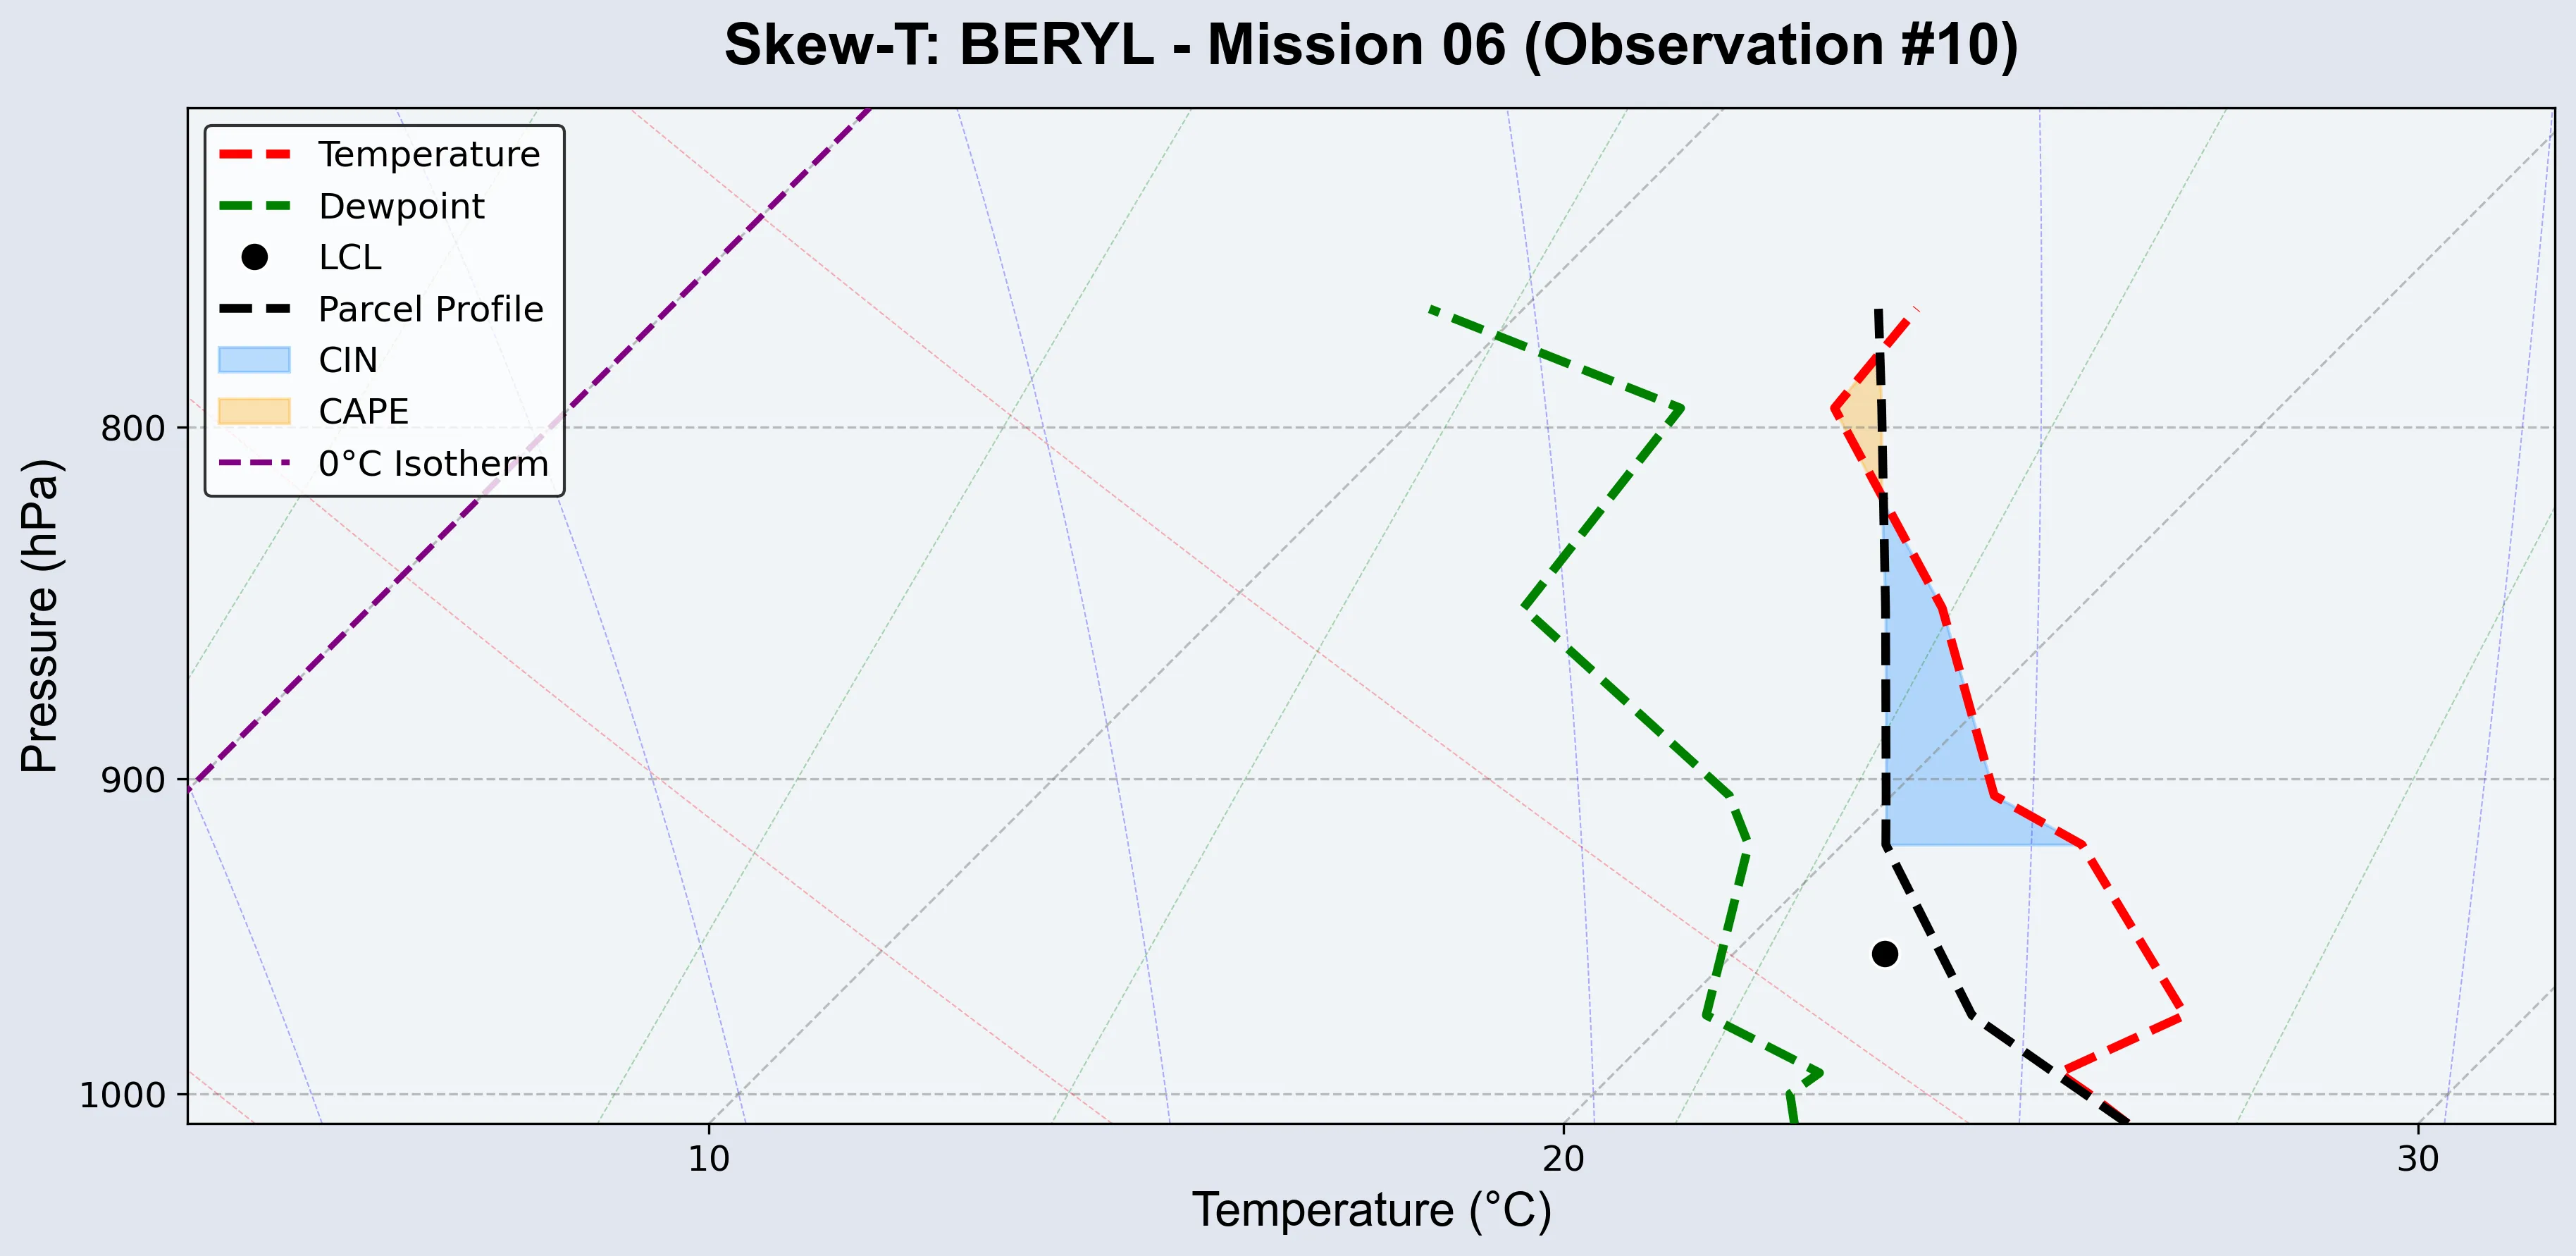 Skew-T: BERYL - Mission 06 (Observation #10)
Temperature
Dewpoint
LCL
Parcel Profile
CIN
CAPE
0°C Isotherm
Pressure (hPa)
800
900
1000
10
20
30
Temperature (°C)